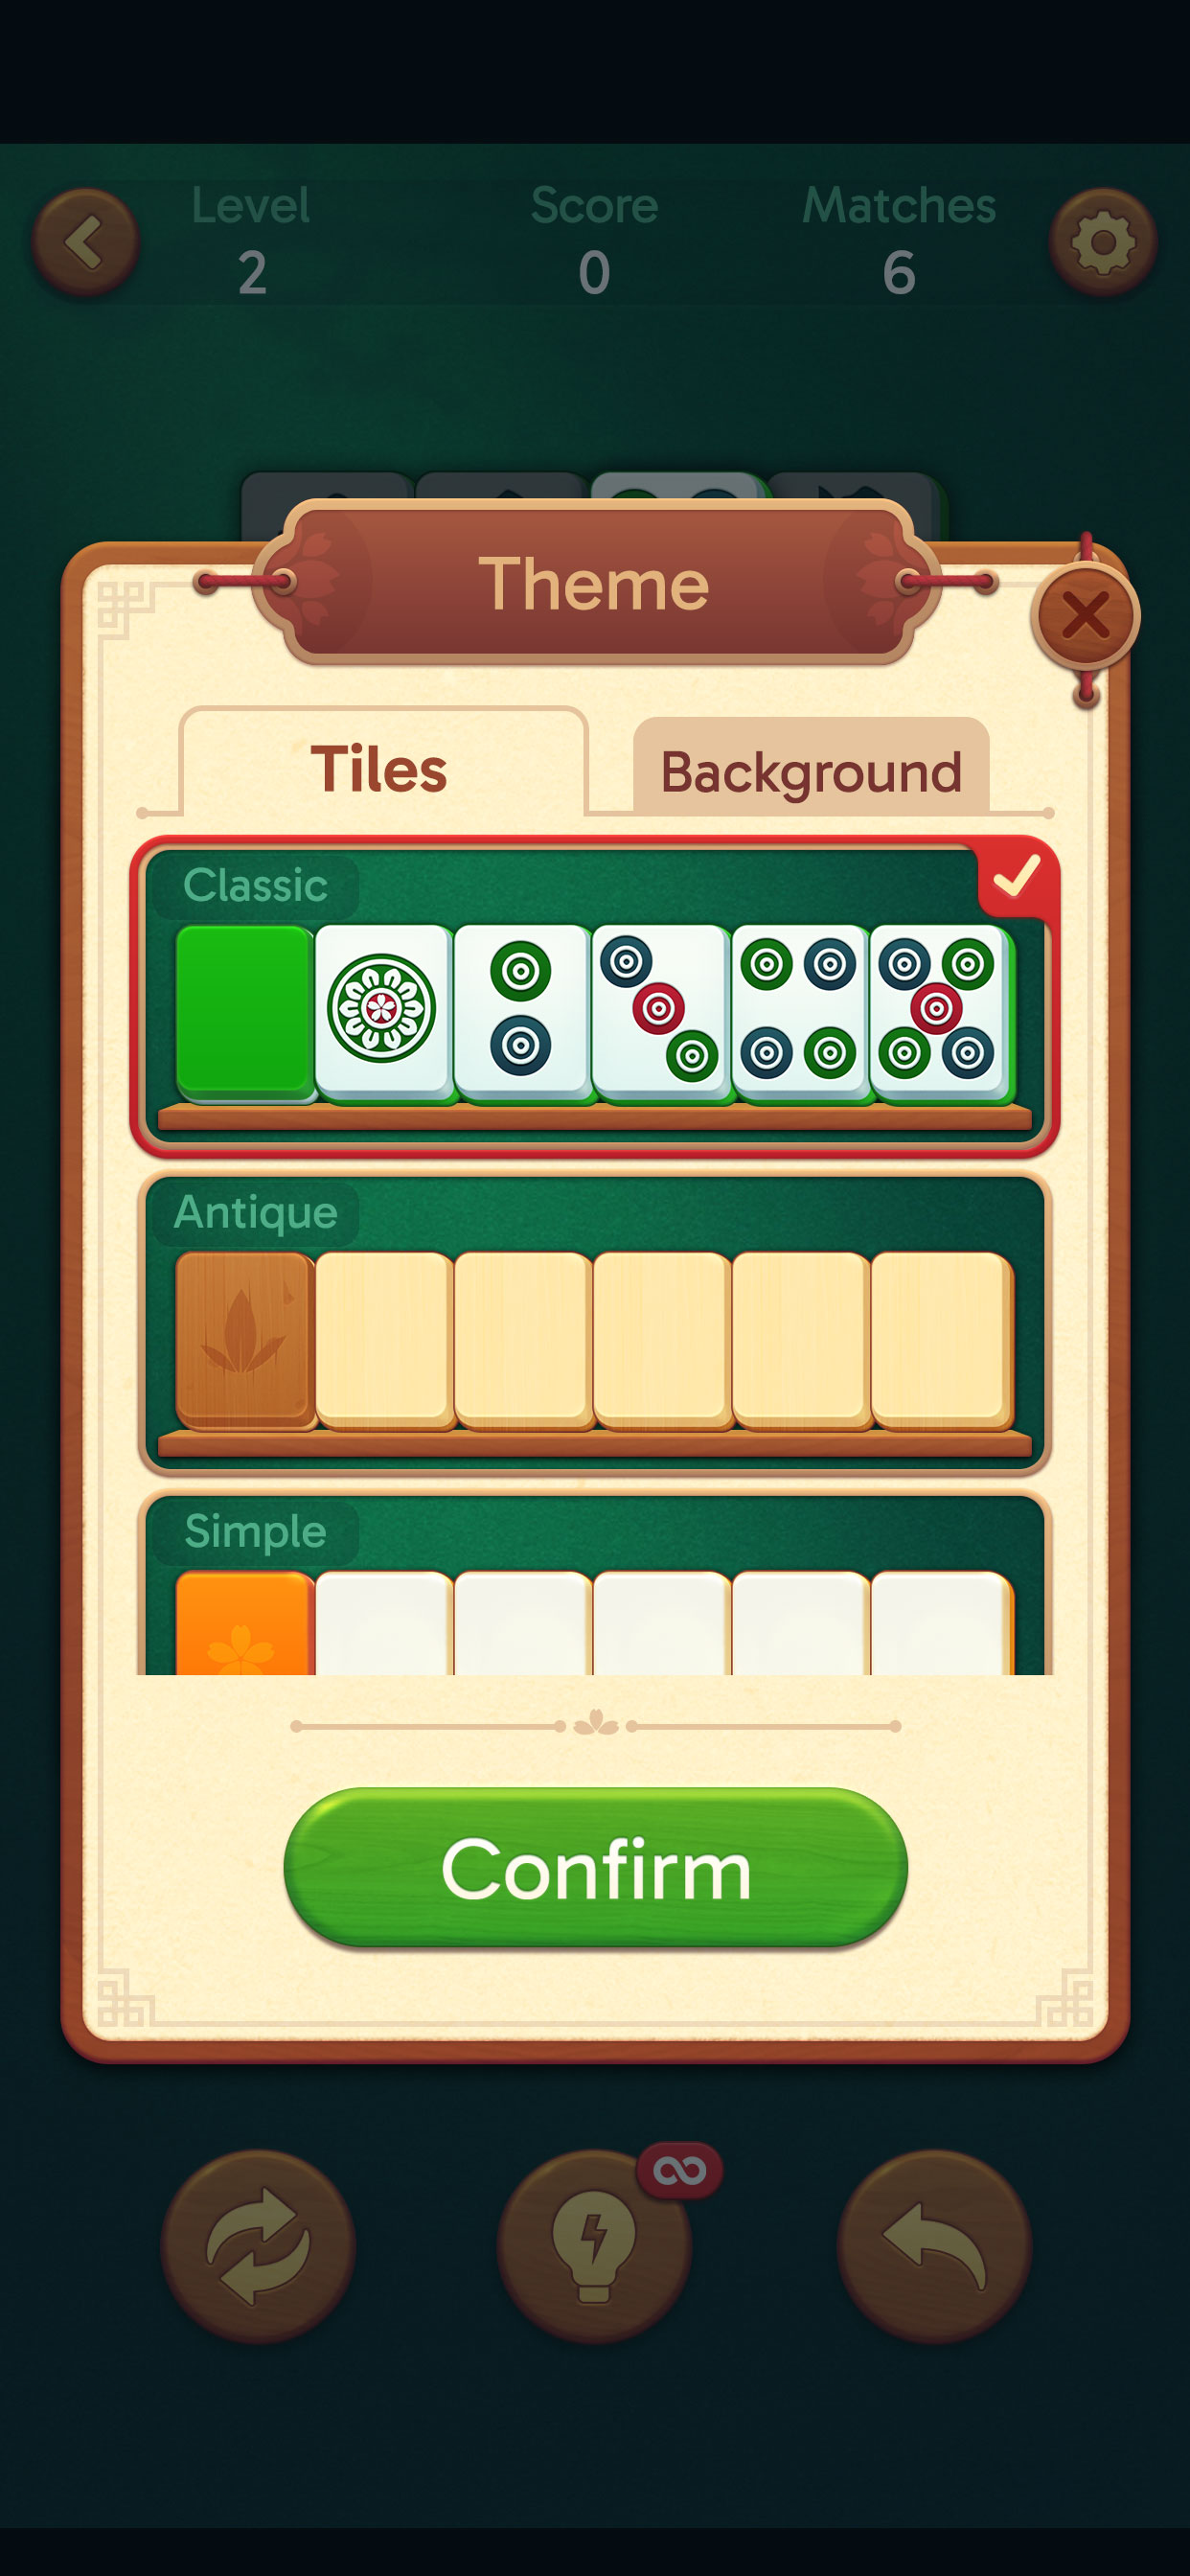 Level Score Matches
2 0 6
Theme
Tiles Background
Classic
Antique
Simple
Confirm